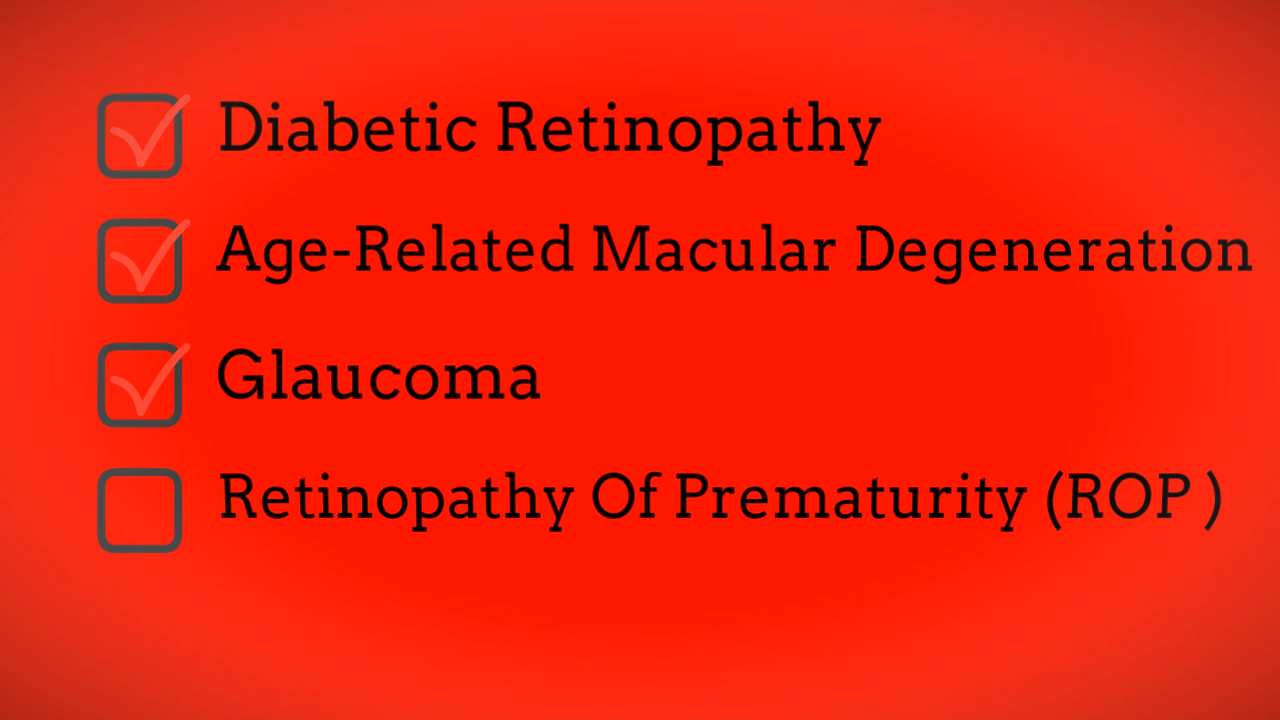 Diabetic Retinopathy
Age-Related Macular Degeneration
Glaucoma
Retinopathy Of Prematurity (ROP )